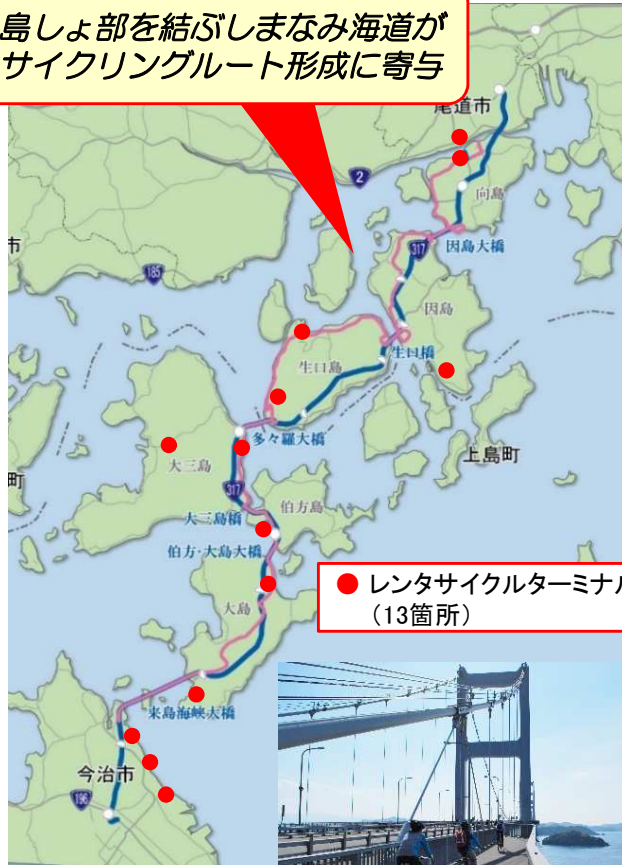 島しょ部を結ぶしまなみ海道が
サイクリングルート形成に寄与
尾道市
2
向島
317
因島大橋
市
185
因島
生口橋
生口島
多々羅大橋
上島町
大三島
町
317
伯方島
大三島橋
伯方・大島大橋
● レンタサイクルターミナル
（13箇所）
大島
来島海峡大橋
今治市
196